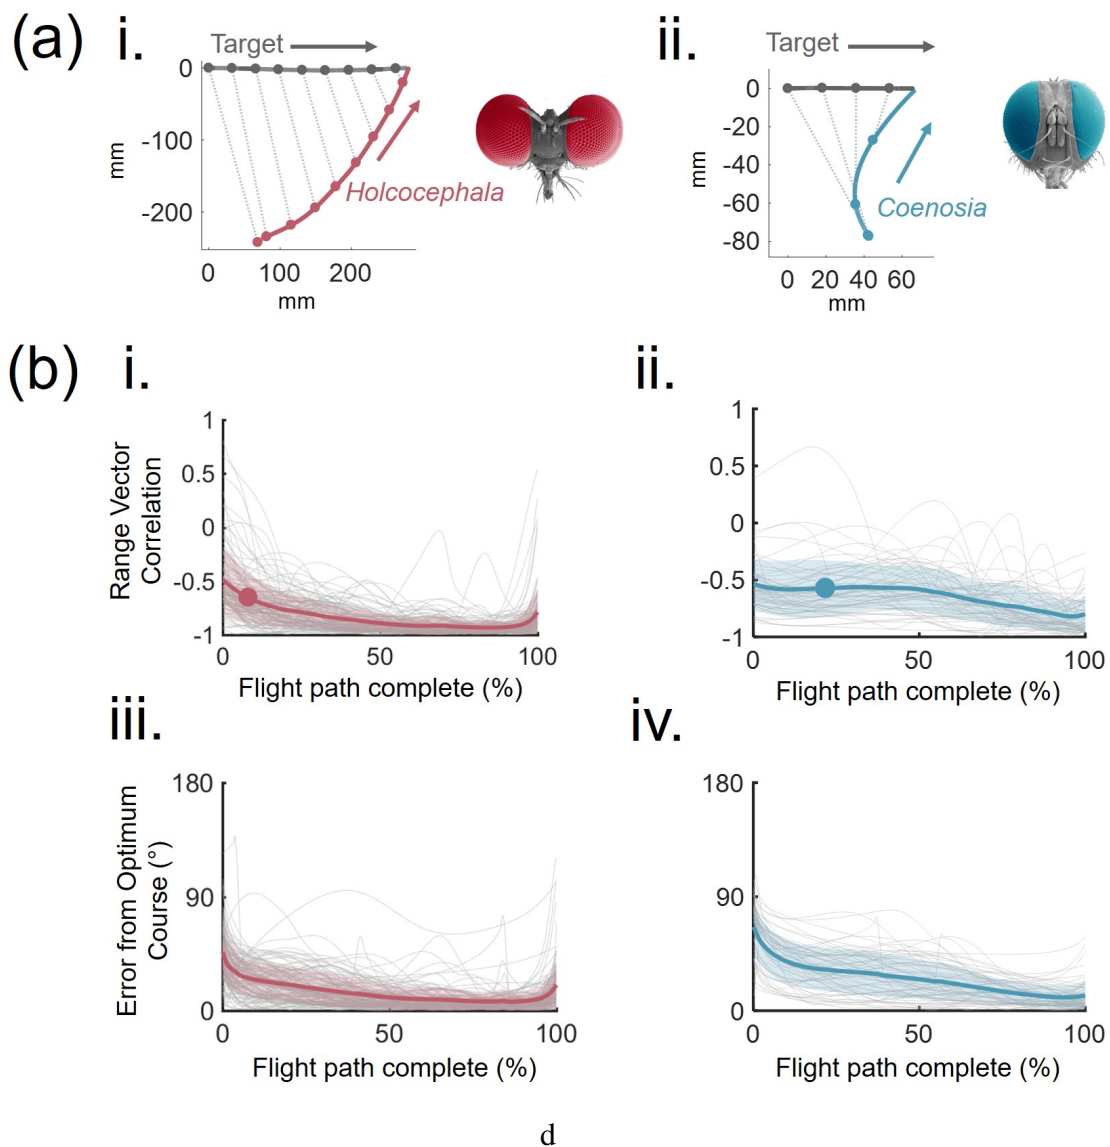 (a) i. ii.
Target Target
0
-100
-200
mm
0 100 200
mm
Holcocephala
0
-20
-40
-60
-80
mm
0 20 40 60
mm
Coenosia
(b) i. ii.
Range Vector
Correlation
1
0.5
0
-0.5
-1
0 50 100
Flight path complete (%)
1
0.5
0
-0.5
-1
0 50 100
Flight path complete (%)
iii. iv.
Error from Optimum
Course (°)
180
90
0
0 50 100
Flight path complete (%)
180
90
0
0 50 100
Flight path complete (%)
d